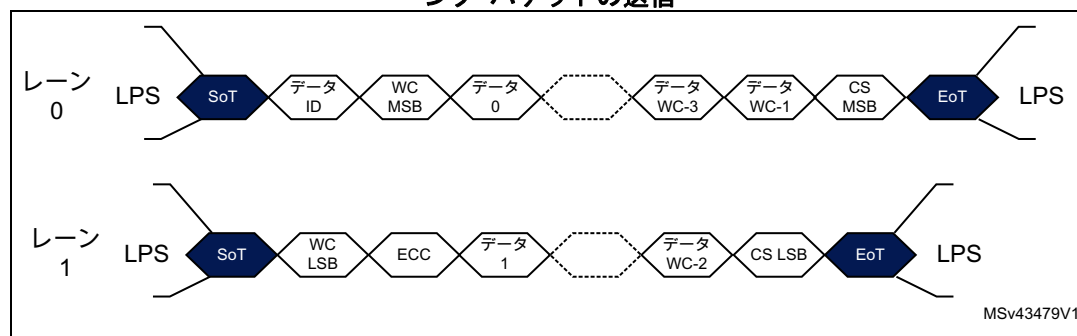 ング・パケットの送信
レーン
0
LPS
SoT
データ
ID
WC
MSB
データ
0
データ
WC-3
データ
WC-1
CS
MSB
EoT
LPS
レーン
1
LPS
SoT
WC
LSB
ECC
データ
1
データ
WC-2
CS LSB
EoT
LPS
MSv43479V1